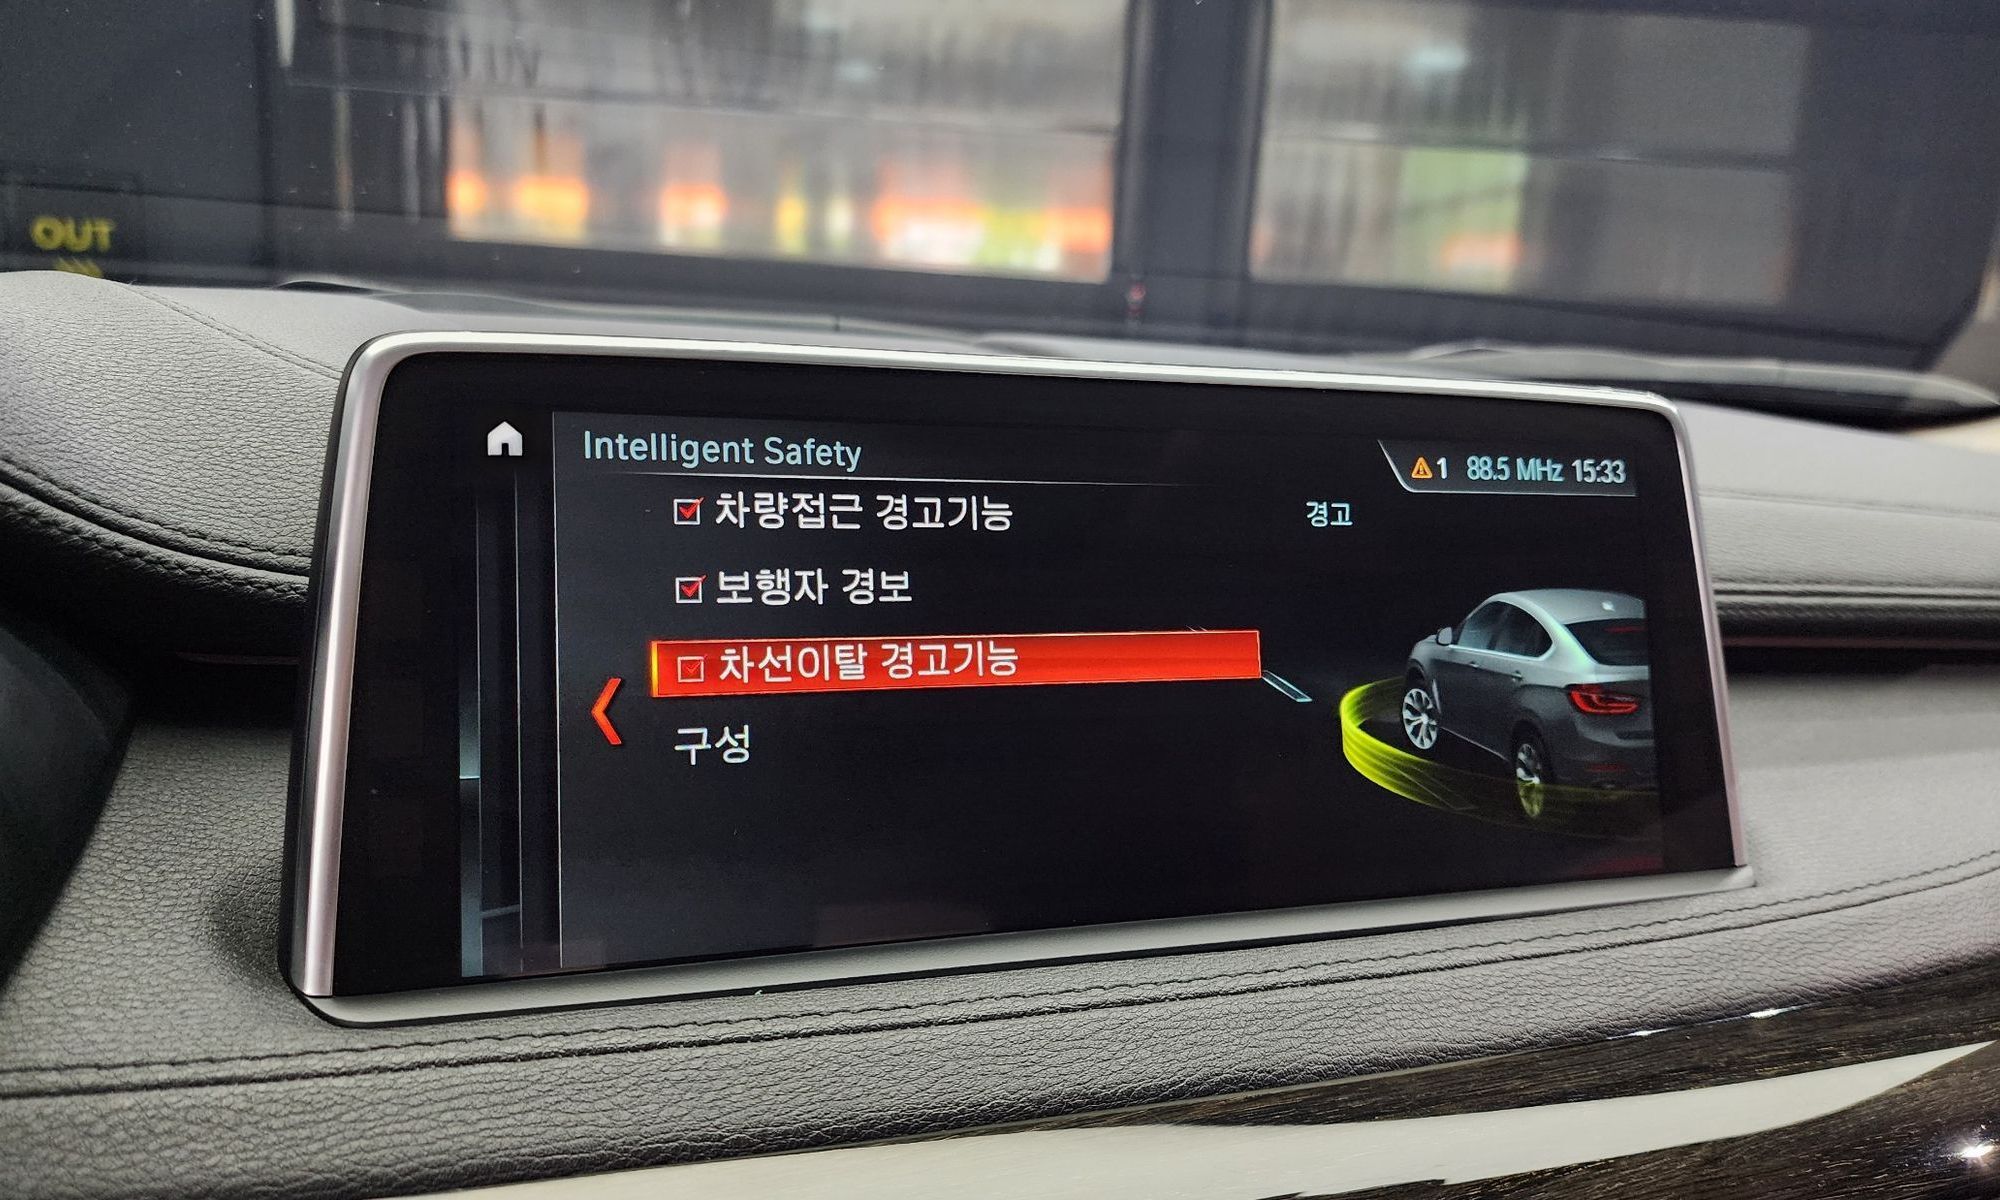 OUT
Intelligent Safety
1 88.5 MHz 15:33
차량접근 경고기능
경고
보행자 경보
차선이탈 경고기능
구성